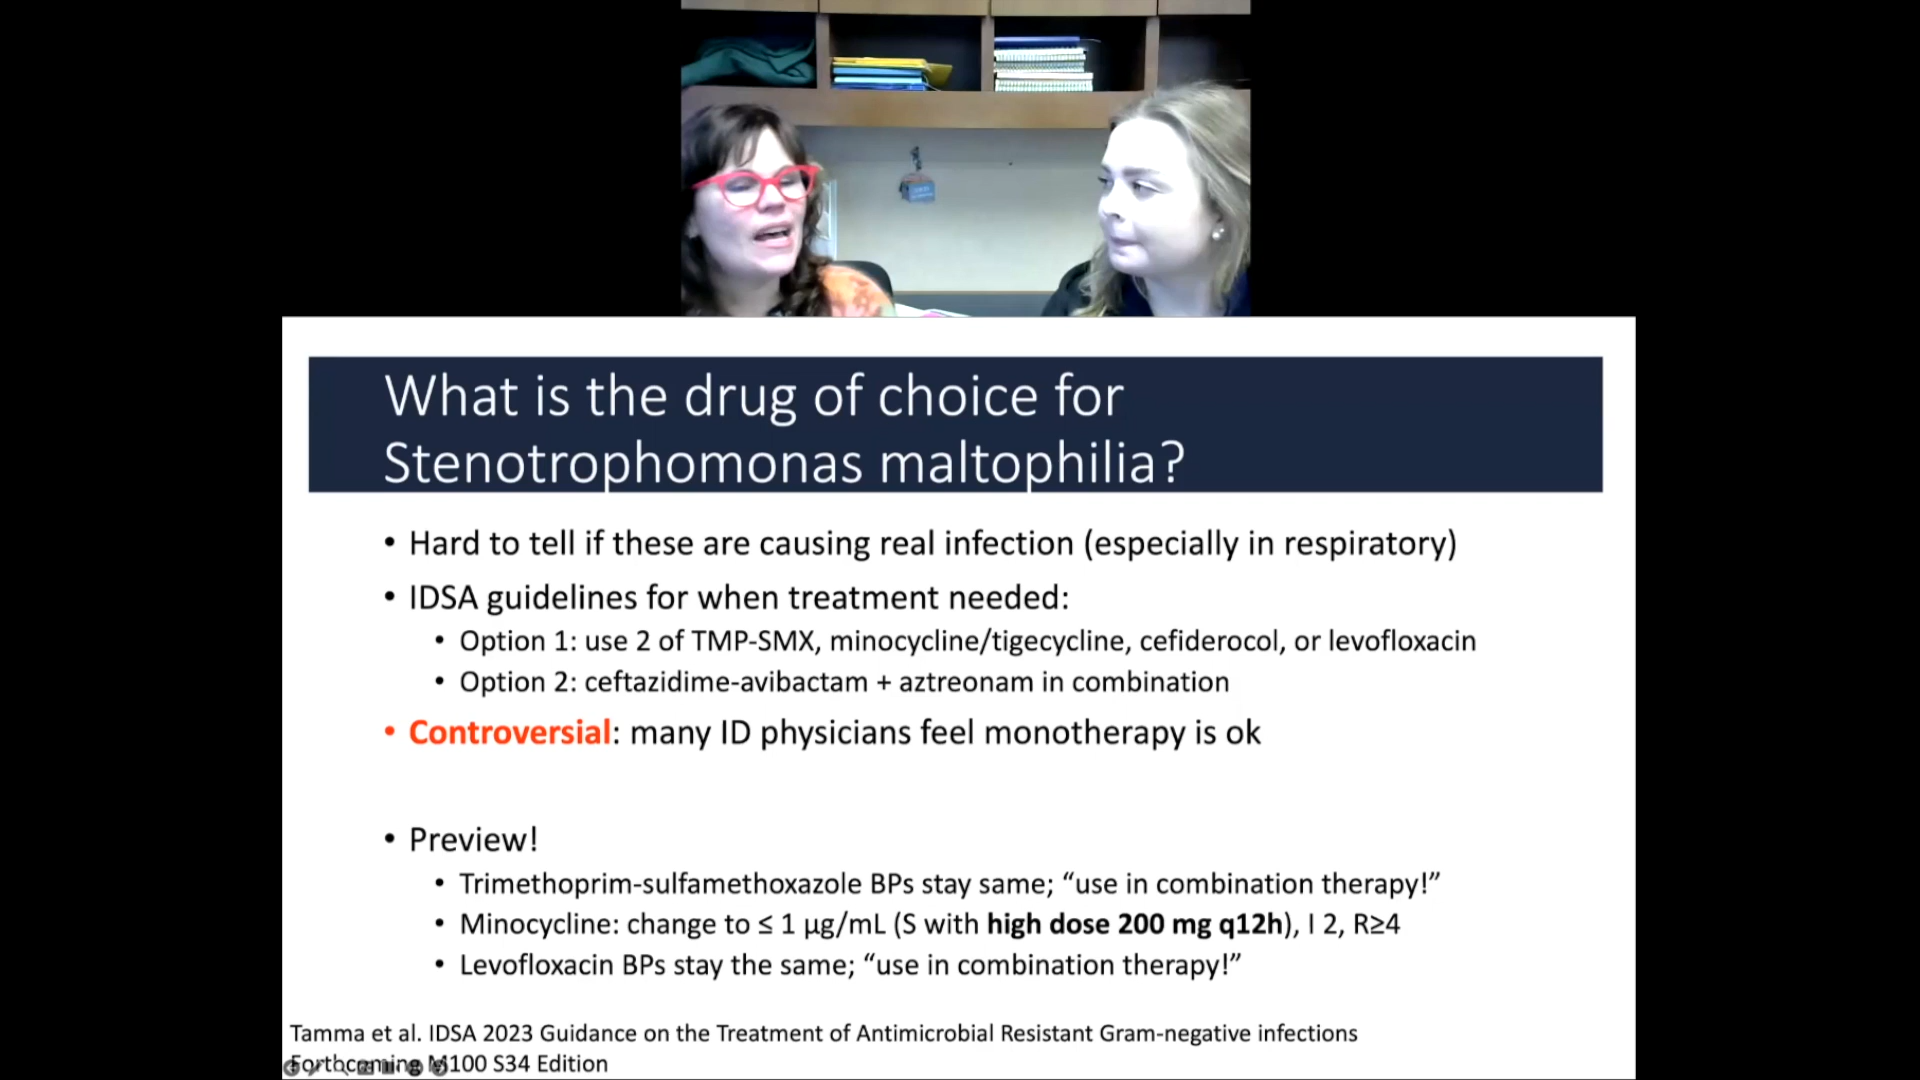 What is the drug of choice for
Stenotrophomonas maltophilia?
• Hard to tell if these are causing real infection (especially in respiratory)
• IDSA guidelines for when treatment needed:
• Option 1: use 2 of TMP-SMX, minocycline/tigecycline, cefiderocol, or levofloxacin
• Option 2: ceftazidime-avibactam + aztreonam in combination
• Controversial: many ID physicians feel monotherapy is ok
• Preview!
• Trimethoprim-sulfamethoxazole BPs stay same; “use in combination therapy!”
• Minocycline: change to ≤ 1 µg/mL (S with high dose 200 mg q12h), I 2, R≥4
• Levofloxacin BPs stay the same; “use in combination therapy!”
Tamma et al. IDSA 2023 Guidance on the Treatment of Antimicrobial Resistant Gram-negative infections
Forthcoming M100 S34 Edition